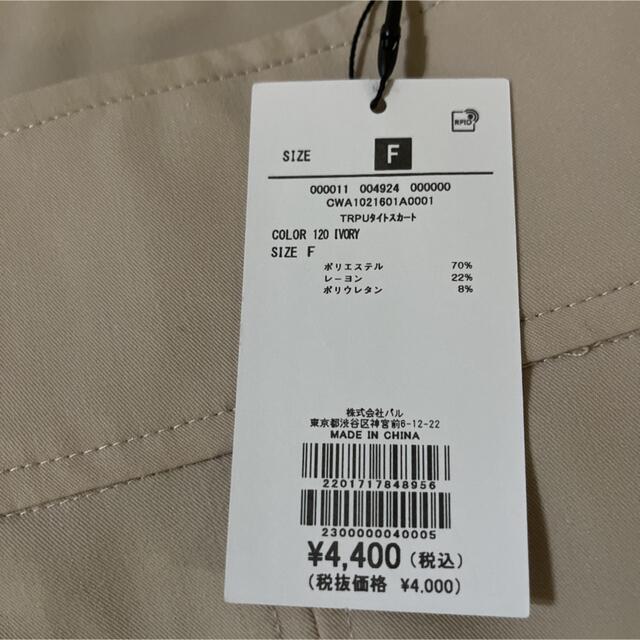 RFID
SIZE F
000011 004924 000000
CWA1021601A0001
TRPUタイトスカート
COLOR 120 IVORY
SIZE F
ポリエステル 70%
レーヨン 22%
ポリウレタン 8%
株式会社パル
東京都渋谷区神宮前6-12-22
MADE IN CHINA
2201717848956
2300000040005
¥4,400(税込)
(税抜価格 ¥4,000)